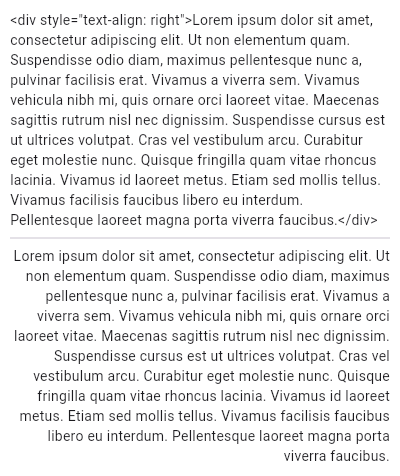 <div style="text-align: right">Lorem ipsum dolor sit amet,
consectetur adipiscing elit. Ut non elementum quam.
Suspendisse odio diam, maximus pellentesque nunc a,
pulvinar facilisis erat. Vivamus a viverra sem. Vivamus
vehicula nibh mi, quis ornare orci laoreet vitae. Maecenas
sagittis rutrum nisl nec dignissim. Suspendisse cursus est
ut ultrices volutpat. Cras vel vestibulum arcu. Curabitur
eget molestie nunc. Quisque fringilla quam vitae rhoncus
lacinia. Vivamus id laoreet metus. Etiam sed mollis tellus.
Vivamus facilisis faucibus libero eu interdum.
Pellentesque laoreet magna porta viverra faucibus.</div>
Lorem ipsum dolor sit amet, consectetur adipiscing elit. Ut
non elementum quam. Suspendisse odio diam, maximus
pellentesque nunc a, pulvinar facilisis erat. Vivamus a
viverra sem. Vivamus vehicula nibh mi, quis ornare orci
laoreet vitae. Maecenas sagittis rutrum nisl nec dignissim.
Suspendisse cursus est ut ultrices volutpat. Cras vel
vestibulum arcu. Curabitur eget molestie nunc. Quisque
fringilla quam vitae rhoncus lacinia. Vivamus id laoreet
metus. Etiam sed mollis tellus. Vivamus facilisis faucibus
libero eu interdum. Pellentesque laoreet magna porta
viverra faucibus.